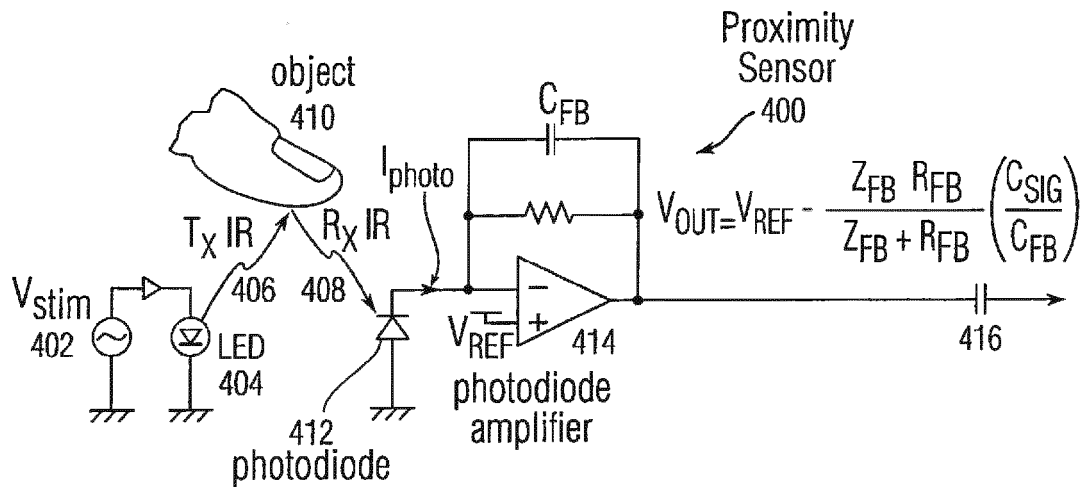 Proximity
Sensor
400
object
410
C_FB
I_photo
V_OUT=V_REF - Z_FB R_FB / Z_FB + R_FB (C_SIG / C_FB)
T_X IR
R_X IR
406
408
V_stim
402
LED
404
V_REF
−
+
414
416
photodiode
amplifier
412
photodiode